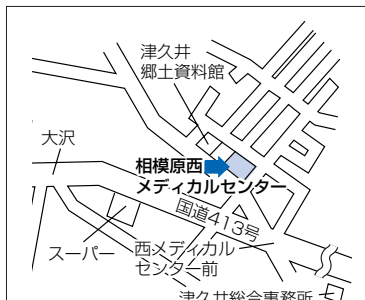 津久井
郷土資料館
大沢
相模原西
メディカルセンター
国道413号
スーパー
西メディカル
センター前
津久井総合事務所